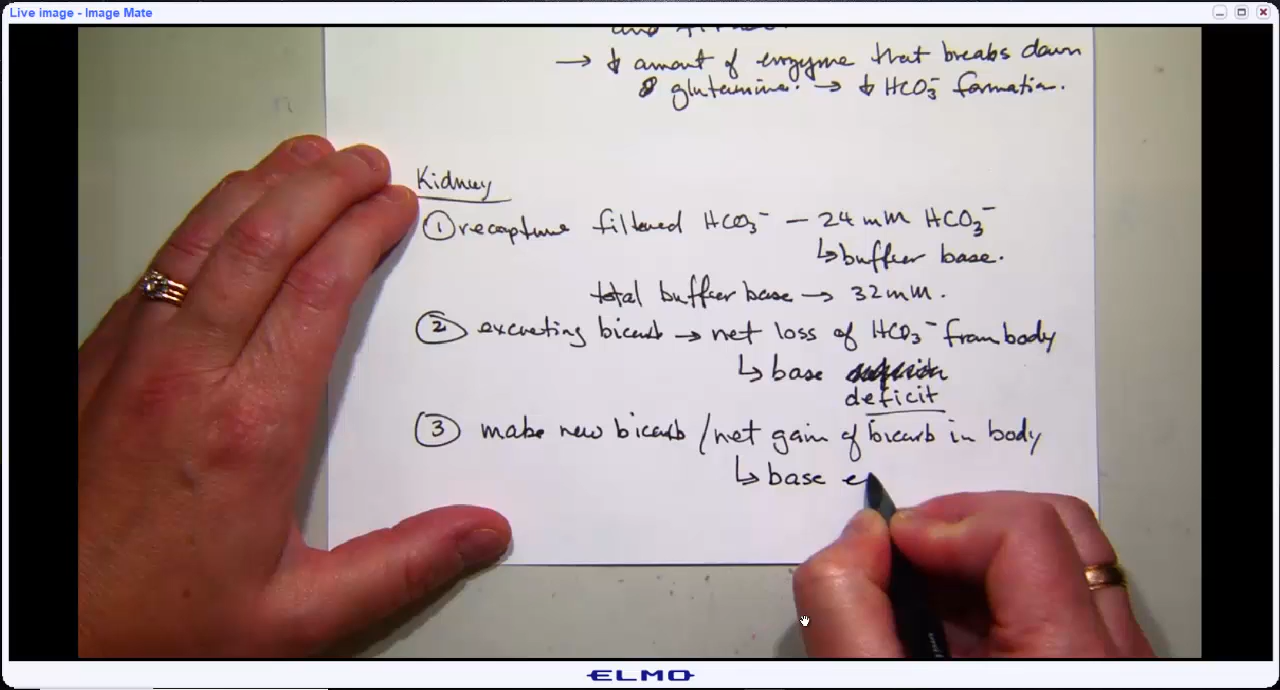 Live image - Image Mate
→ ↓ amount of enzyme that breaks down
glutamine. → ↓ HCO3⁻ formation.
Kidney
① recapture filtered HCO3⁻ — 24 mM HCO3⁻
↳ buffer base.
total buffer base → 32 mM.
② excreting bicarb → net loss of HCO3⁻ from body
↳ base
deficit
③ make new bicarb / net gain of bicarb in body
↳ base e
ELMO